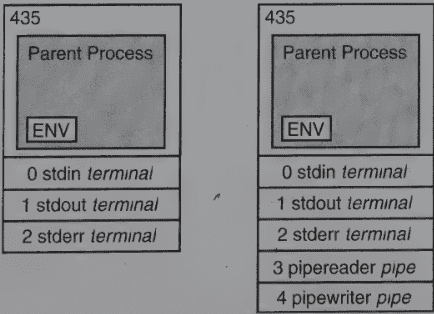 435
Parent Process
ENV
0 stdin terminal
1 stdout terminal
2 stderr terminal
435
Parent Process
ENV
0 stdin terminal
1 stdout terminal
2 stderr terminal
3 pipereader pipe
4 pipewriter pipe